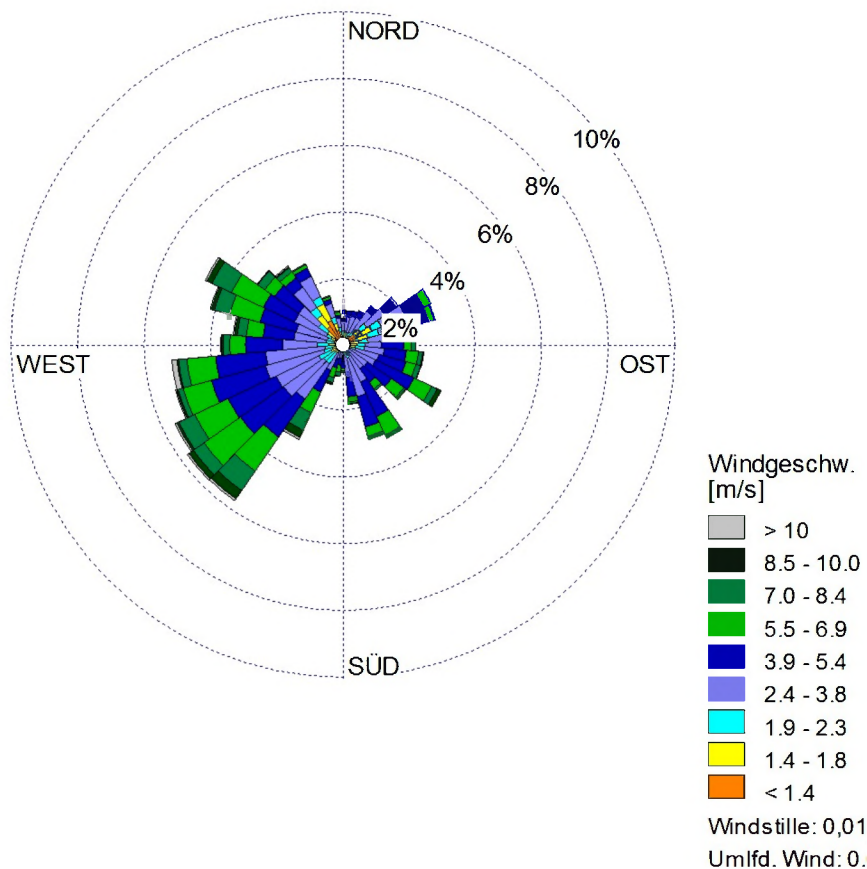 NORD
10%
8%
6%
4%
2%
WEST
OST
SÜD
Windgeschw.
[m/s]
> 10
8.5 - 10.0
7.0 - 8.4
5.5 - 6.9
3.9 - 5.4
2.4 - 3.8
1.9 - 2.3
1.4 - 1.8
< 1.4
Windstille: 0,01
Umlfd. Wind: 0.